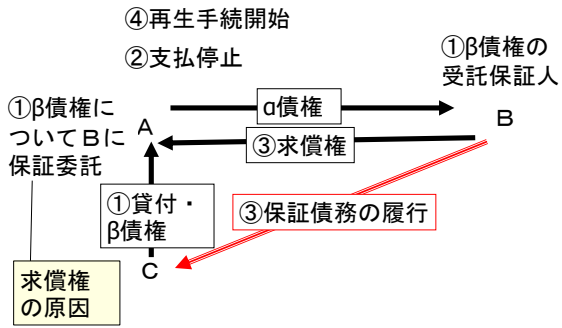 ④再生手続開始
②支払停止
①β債権の
受託保証人
①β債権に
ついてBに
保証委託
α債権
A
B
③求償権
①貸付・
β債権
③保証債務の履行
C
求償権
の原因